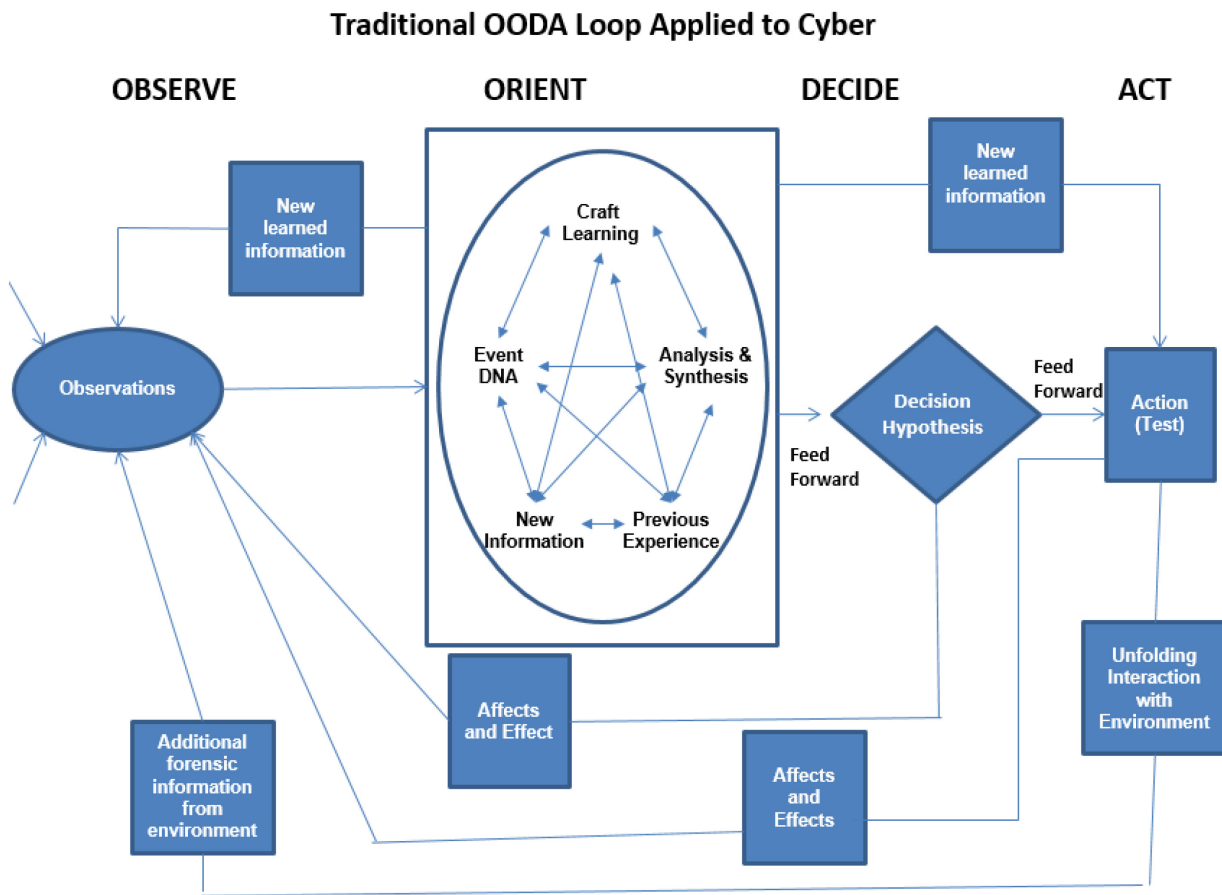 Traditional OODA Loop Applied to Cyber
OBSERVE
ORIENT
DECIDE
ACT
New
learned
information
New
learned
information
Craft
Learning
Event
DNA
Analysis &
Synthesis
New
Information
Previous
Experience
Observations
Feed
Forward
Decision
Hypothesis
Feed
Forward
Action
(Test)
Affects
and Effect
Affects
and
Effects
Unfolding
Interaction
with
Environment
Additional
forensic
information
from
environment